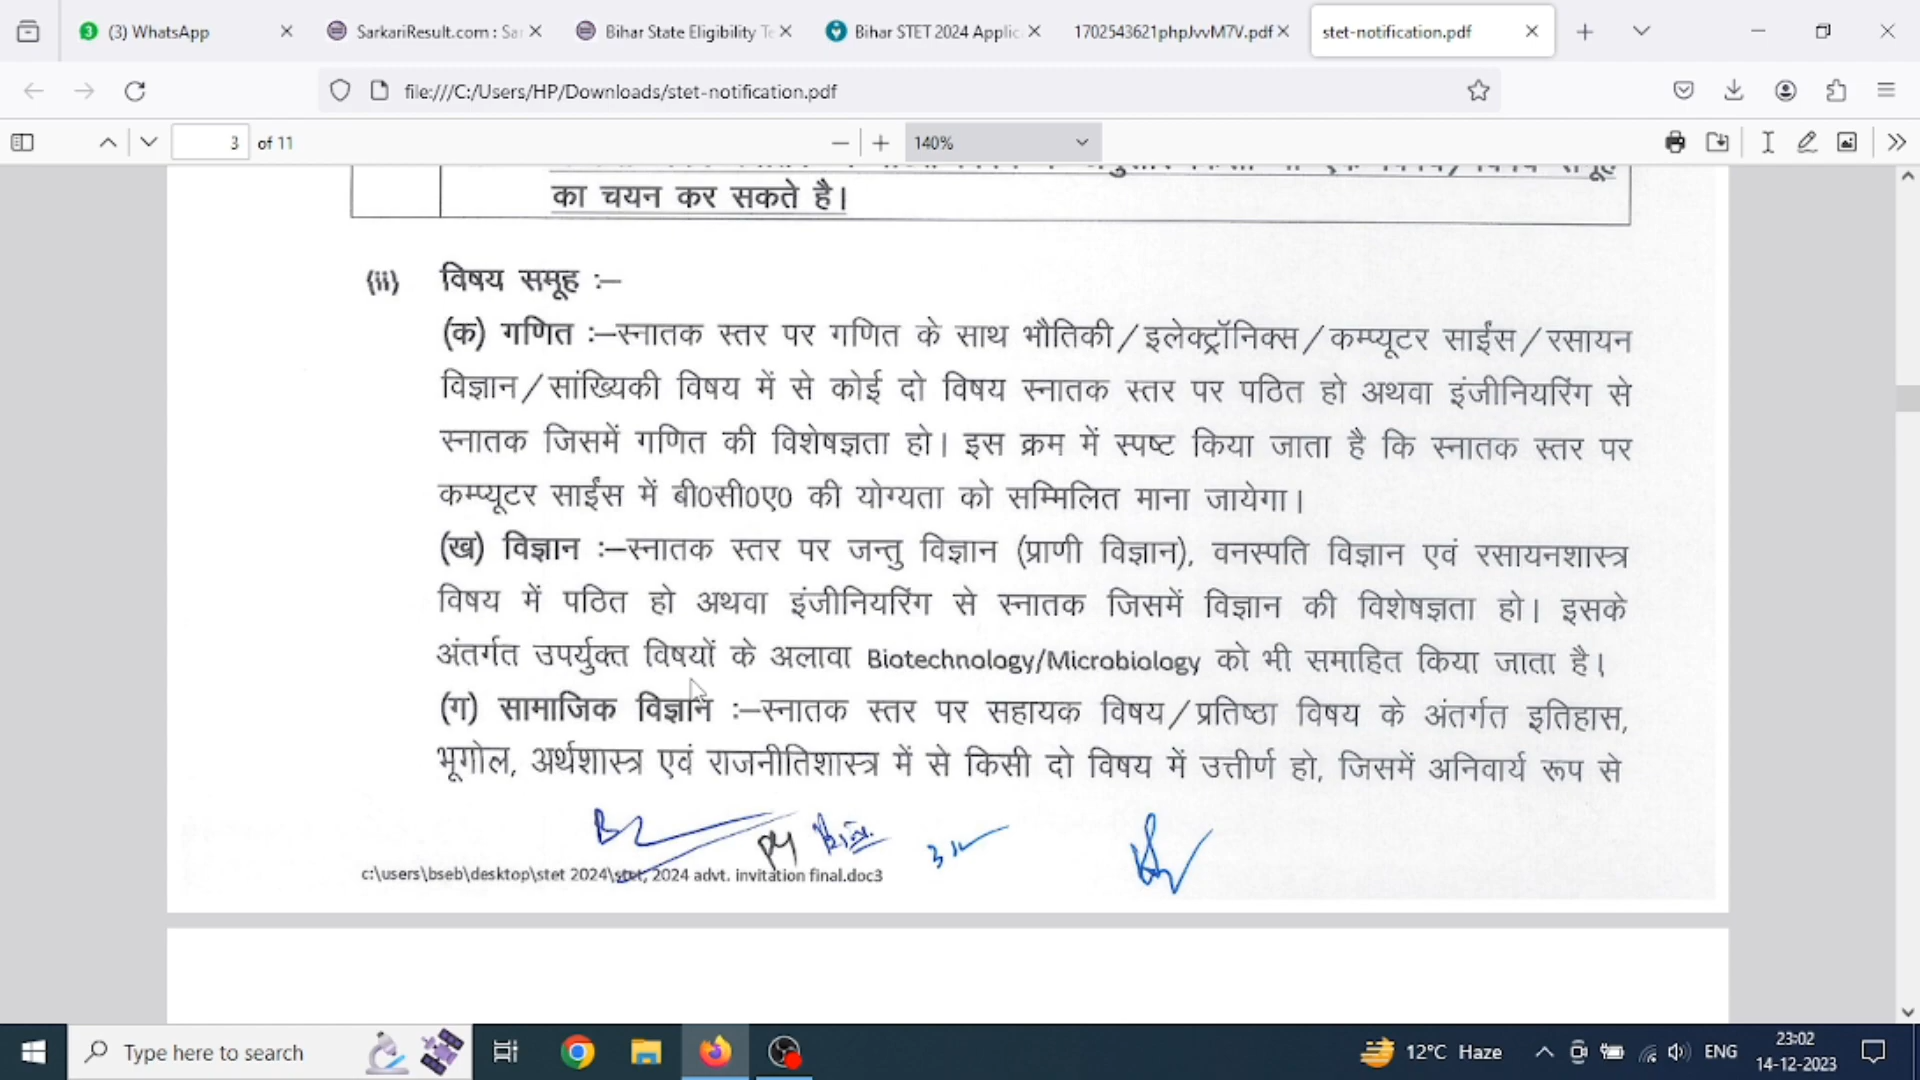 (3) WhatsApp
SarkariResult.com : Sar
Bihar State Eligibility Te
Bihar STET 2024 Applic
1702543621phpJvvM7V.pdf
stet-notification.pdf
file:///C:/Users/HP/Downloads/stet-notification.pdf
3 of 11
140%
का चयन कर सकते है।
(ii) विषय समूह :–
(क) गणित :–स्नातक स्तर पर गणित के साथ भौतिकी/इलेक्ट्रॉनिक्स/कम्प्यूटर साईंस/रसायन
विज्ञान/सांख्यिकी विषय में से कोई दो विषय स्नातक स्तर पर पठित हो अथवा इंजीनियरिंग से
स्नातक जिसमें गणित की विशेषज्ञता हो। इस क्रम में स्पष्ट किया जाता है कि स्नातक स्तर पर
कम्प्यूटर साईंस में बी0सी0ए0 की योग्यता को सम्मिलित माना जायेगा।
(ख) विज्ञान :–स्नातक स्तर पर जन्तु विज्ञान (प्राणी विज्ञान), वनस्पति विज्ञान एवं रसायनशास्त्र
विषय में पठित हो अथवा इंजीनियरिंग से स्नातक जिसमें विज्ञान की विशेषज्ञता हो। इसके
अंतर्गत उपर्युक्त विषयों के अलावा Biotechnology/Microbiology को भी समाहित किया जाता है।
(ग) सामाजिक विज्ञान :–स्नातक स्तर पर सहायक विषय/प्रतिष्ठा विषय के अंतर्गत इतिहास,
भूगोल, अर्थशास्त्र एवं राजनीतिशास्त्र में से किसी दो विषय में उत्तीर्ण हो, जिसमें अनिवार्य रूप से
c:\users\bseb\desktop\stet 2024\stet, 2024 advt. invitation final.doc3
Type here to search
12°C Haze
ENG
23:02
14-12-2023